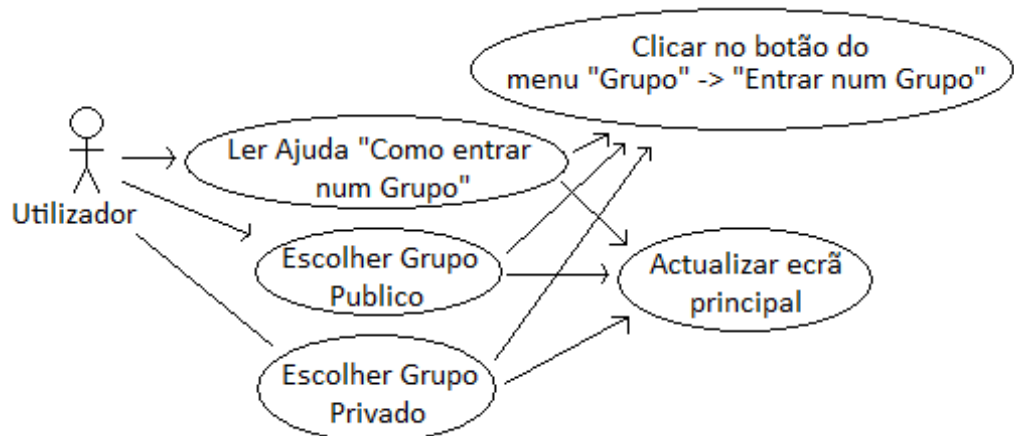 Clicar no botão do
menu "Grupo" -> "Entrar num Grupo"
Ler Ajuda "Como entrar
num Grupo"
Utilizador
Escolher Grupo
Publico
Actualizar ecrã
principal
Escolher Grupo
Privado